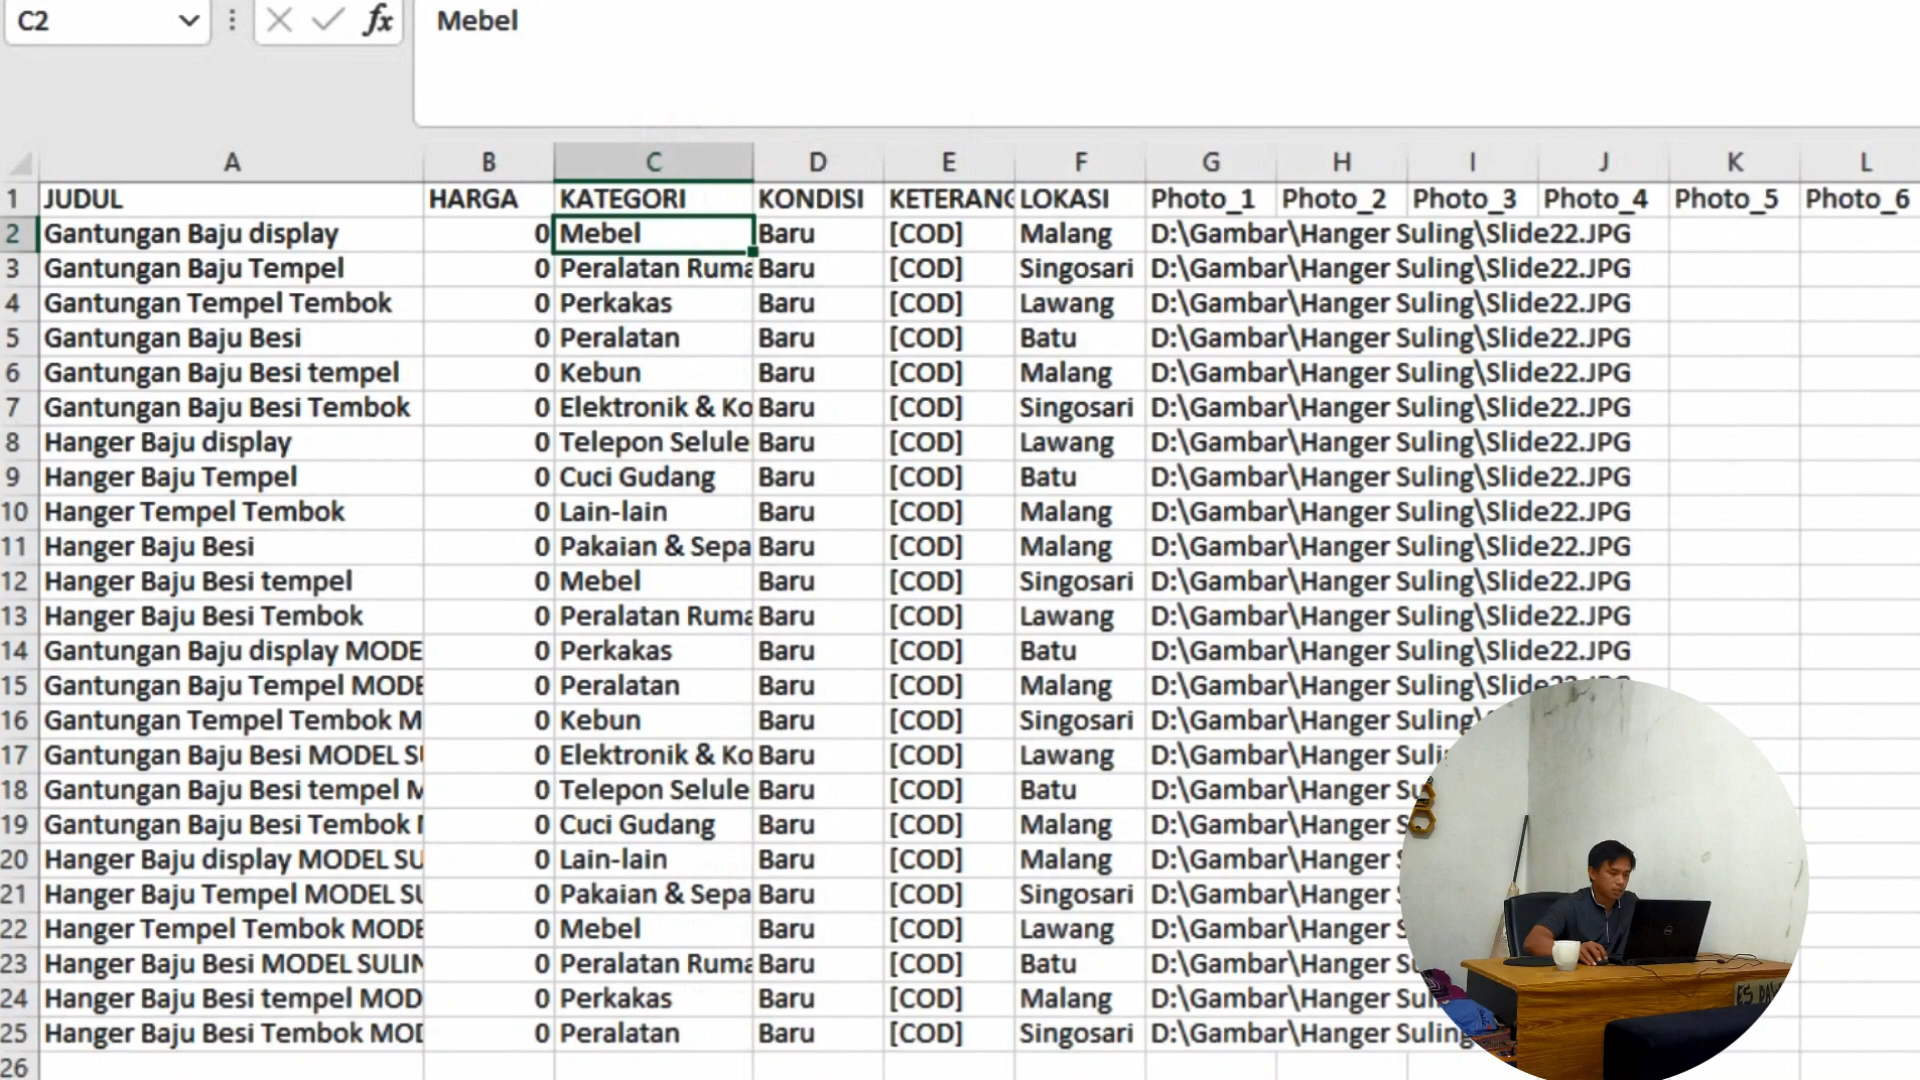 C2 fx Mebel
A B C D E F G H I J K L
1 JUDUL HARGA KATEGORI KONDISI KETERANG LOKASI Photo_1 Photo_2 Photo_3 Photo_4 Photo_5 Photo_6
2 Gantungan Baju display 0 Mebel Baru [COD] Malang D:\Gambar\Hanger Suling\Slide22.JPG
3 Gantungan Baju Tempel 0 Peralatan Ruma Baru [COD] Singosari D:\Gambar\Hanger Suling\Slide22.JPG
4 Gantungan Tempel Tembok 0 Perkakas Baru [COD] Lawang D:\Gambar\Hanger Suling\Slide22.JPG
5 Gantungan Baju Besi 0 Peralatan Baru [COD] Batu D:\Gambar\Hanger Suling\Slide22.JPG
6 Gantungan Baju Besi tempel 0 Kebun Baru [COD] Malang D:\Gambar\Hanger Suling\Slide22.JPG
7 Gantungan Baju Besi Tembok 0 Elektronik & Ko Baru [COD] Singosari D:\Gambar\Hanger Suling\Slide22.JPG
8 Hanger Baju display 0 Telepon Selule Baru [COD] Lawang D:\Gambar\Hanger Suling\Slide22.JPG
9 Hanger Baju Tempel 0 Cuci Gudang Baru [COD] Batu D:\Gambar\Hanger Suling\Slide22.JPG
10 Hanger Tempel Tembok 0 Lain-lain Baru [COD] Malang D:\Gambar\Hanger Suling\Slide22.JPG
11 Hanger Baju Besi 0 Pakaian & Sepa Baru [COD] Malang D:\Gambar\Hanger Suling\Slide22.JPG
12 Hanger Baju Besi tempel 0 Mebel Baru [COD] Singosari D:\Gambar\Hanger Suling\Slide22.JPG
13 Hanger Baju Besi Tembok 0 Peralatan Ruma Baru [COD] Lawang D:\Gambar\Hanger Suling\Slide22.JPG
14 Gantungan Baju display MODE 0 Perkakas Baru [COD] Batu D:\Gambar\Hanger Suling\Slide22.JPG
15 Gantungan Baju Tempel MODE 0 Peralatan Baru [COD] Malang D:\Gambar\Hanger Suling\Slide22.JPG
16 Gantungan Tempel Tembok M 0 Kebun Baru [COD] Singosari D:\Gambar\Hanger Suling\
17 Gantungan Baju Besi MODEL SU 0 Elektronik & Ko Baru [COD] Lawang D:\Gambar\Hanger Suli
18 Gantungan Baju Besi tempel M 0 Telepon Selule Baru [COD] Batu D:\Gambar\Hanger Su
19 Gantungan Baju Besi Tembok 0 Cuci Gudang Baru [COD] Malang D:\Gambar\Hanger S
20 Hanger Baju display MODEL SU 0 Lain-lain Baru [COD] Malang D:\Gambar\Hanger S
21 Hanger Baju Tempel MODEL SU 0 Pakaian & Sepa Baru [COD] Singosari D:\Gambar\Hanger
22 Hanger Tempel Tembok MODE 0 Mebel Baru [COD] Lawang D:\Gambar\Hanger S
23 Hanger Baju Besi MODEL SULIN 0 Peralatan Ruma Baru [COD] Batu D:\Gambar\Hanger S
24 Hanger Baju Besi tempel MOD 0 Perkakas Baru [COD] Malang D:\Gambar\Hanger Suli
25 Hanger Baju Besi Tembok MOD 0 Peralatan Baru [COD] Singosari D:\Gambar\Hanger Suling
26